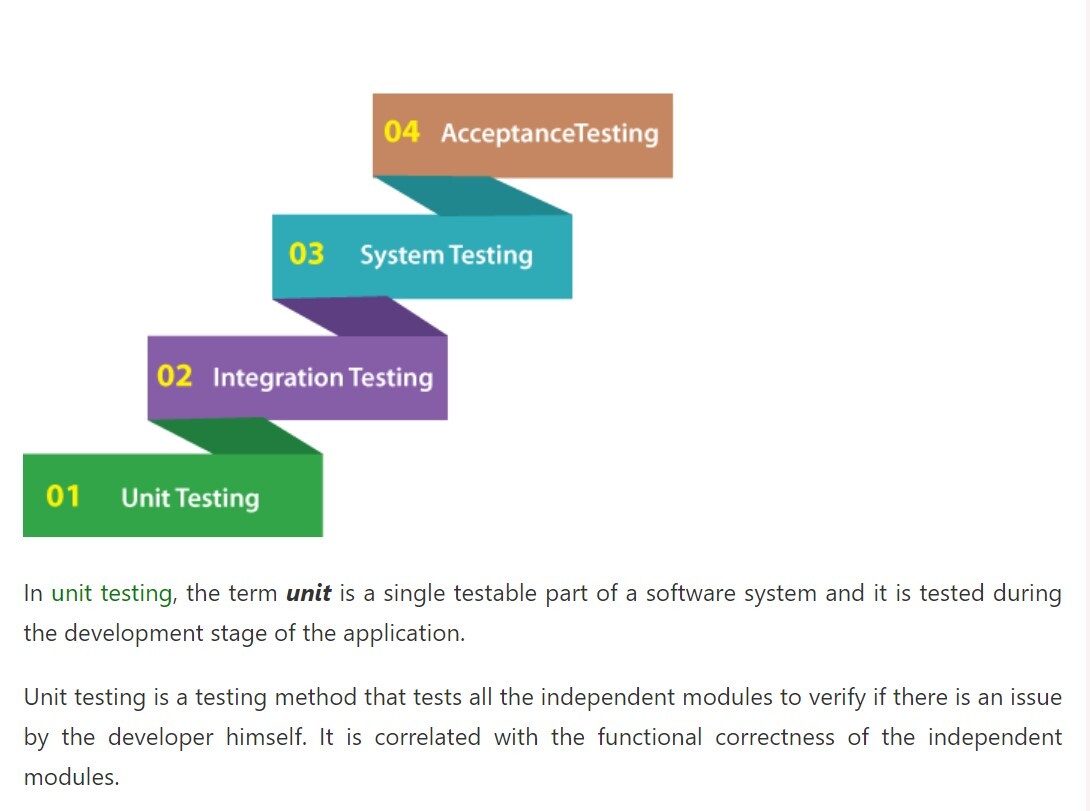 04 AcceptanceTesting
03 System Testing
02 Integration Testing
01 Unit Testing
In unit testing, the term unit is a single testable part of a software system and it is tested during
the development stage of the application.
Unit testing is a testing method that tests all the independent modules to verify if there is an issue
by the developer himself. It is correlated with the functional correctness of the independent
modules.